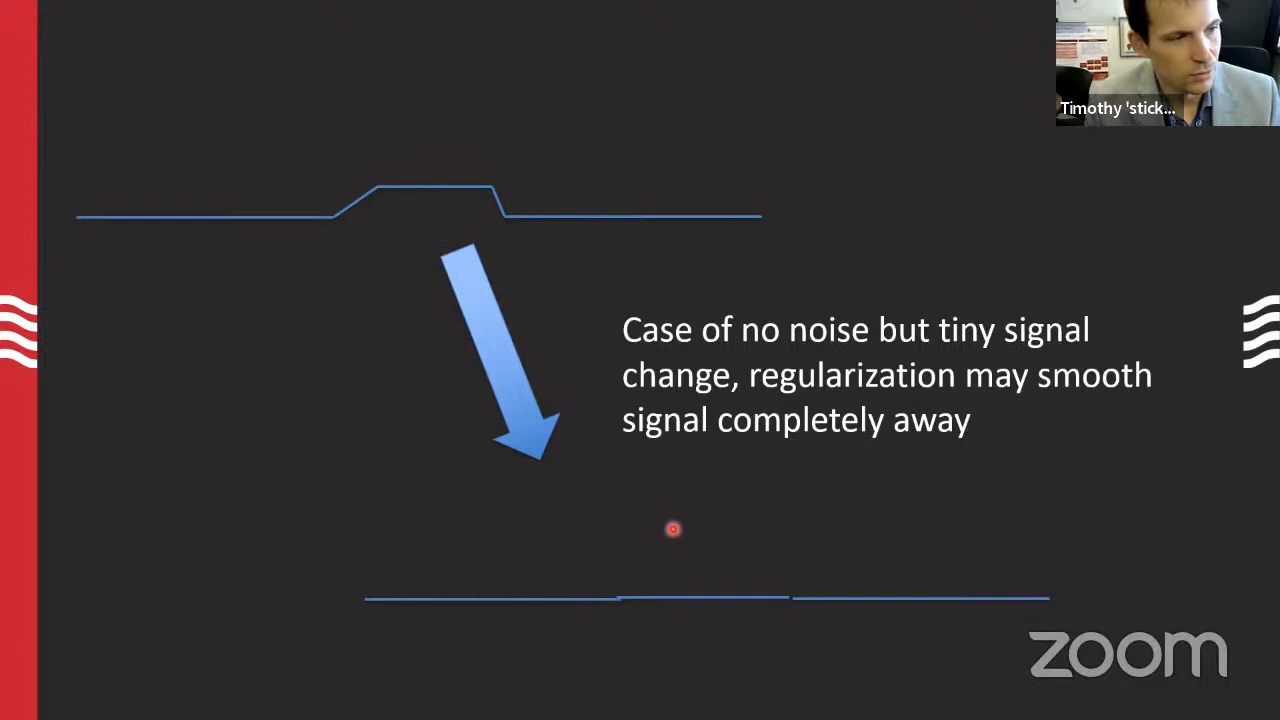 Timothy 'stick...
Case of no noise but tiny signal
change, regularization may smooth
signal completely away
zoom